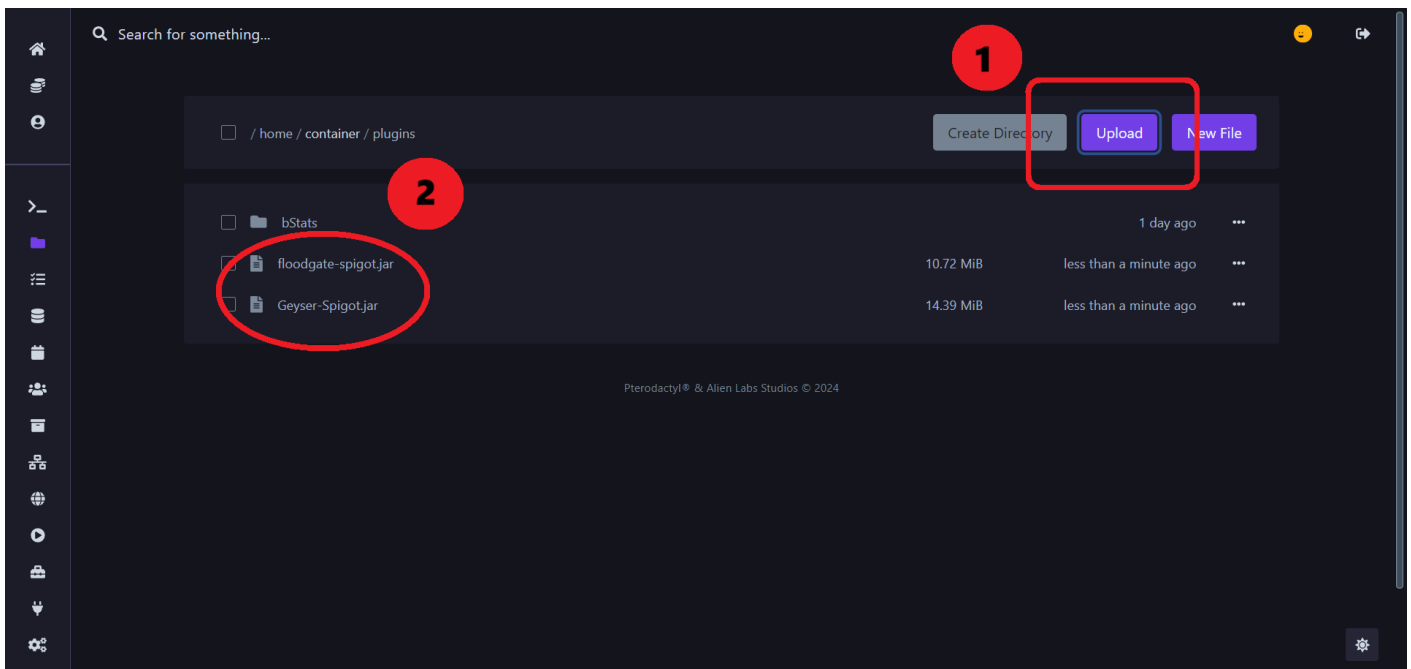 Search for something...
1
/ home / container / plugins
Create Directory
Upload
New File
2
bStats
1 day ago
floodgate-spigot.jar
10.72 MiB
less than a minute ago
Geyser-Spigot.jar
14.39 MiB
less than a minute ago
Pterodactyl® & Alien Labs Studios © 2024